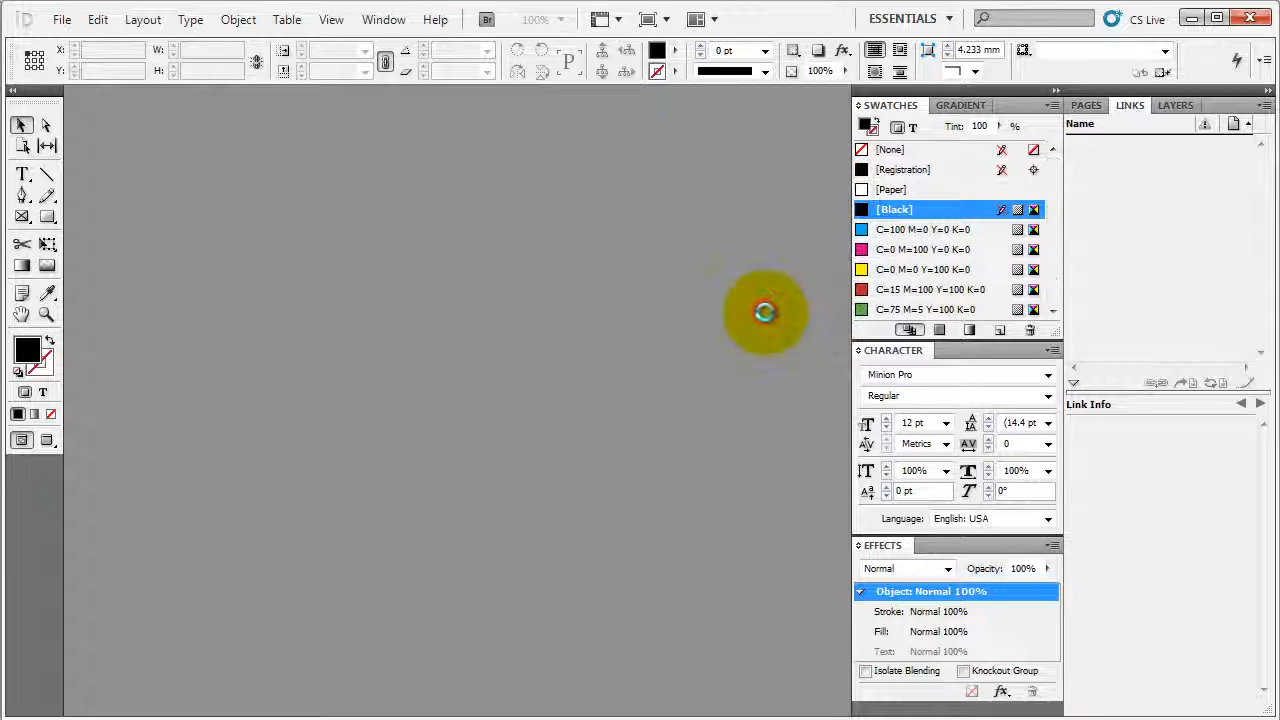 ID File Edit Layout Type Object Table View Window Help Br 100% ESSENTIALS CS Live
X: W: 0 pt 4.233 mm
Y: H: P 100% fx.
SWATCHES GRADIENT PAGES LINKS LAYERS
Tint: 100 % Name
T
[None]
[Registration]
[Paper]
[Black]
C=100 M=0 Y=0 K=0
C=0 M=100 Y=0 K=0
C=0 M=0 Y=100 K=0
C=15 M=100 Y=100 K=0
C=75 M=5 Y=100 K=0
CHARACTER
Minion Pro
Regular
Link Info
12 pt (14.4 pt
Metrics 0
100% 100%
0 pt 0°
Language: English: USA
EFFECTS
Normal Opacity: 100%
Object: Normal 100%
Stroke: Normal 100%
Fill: Normal 100%
Text: Normal 100%
Isolate Blending Knockout Group
fx.